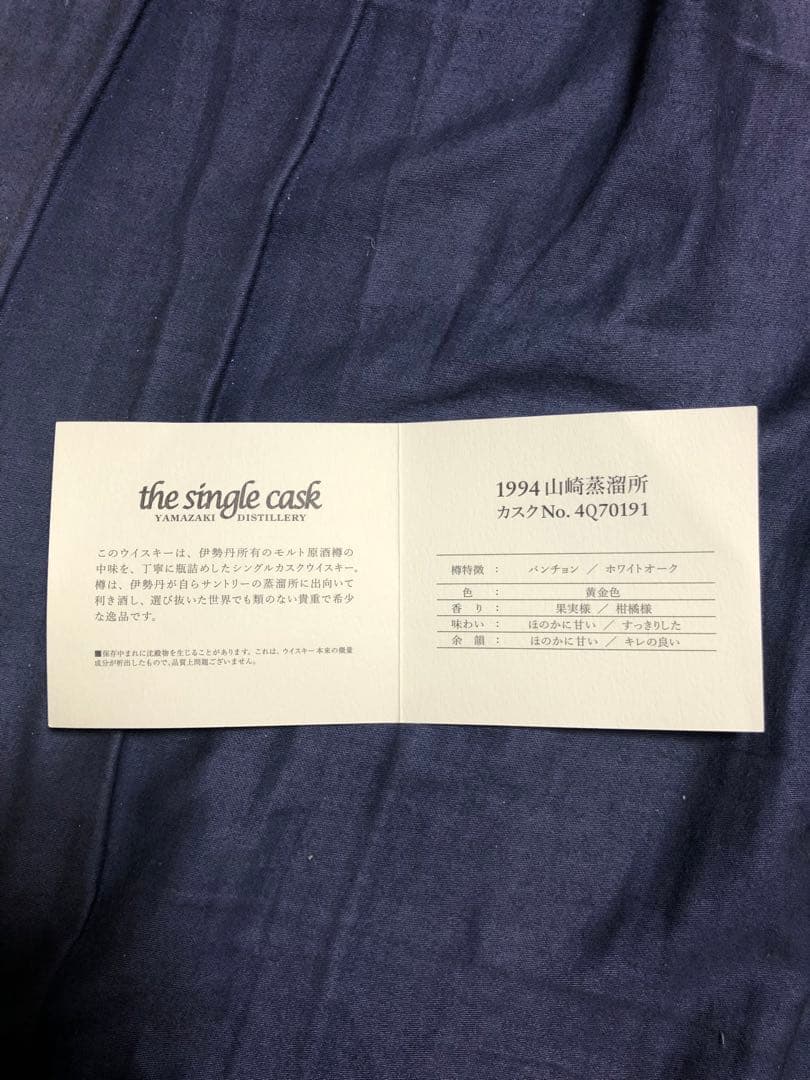 the single cask
YAMAZAKI DISTILLERY
このウイスキーは、伊勢丹所有のモルト原酒樽の
中味を、丁寧に瓶詰めしたシングルカスクウイスキー。
樽は、伊勢丹が自らサントリーの蒸溜所に出向いて
利き酒し、選び抜いた世界でも類のない貴重で希少
な逸品です。
■保存中まれに沈殿物を生じることがあります。これは、ウイスキー本来の微量
成分が析出したもので、品質上問題ございません。
1994 山崎蒸溜所
カスク No. 4Q70191
樽特徴 ： パンチョン ／ ホワイトオーク
色 ： 黄金色
香り ： 果実様 ／ 柑橘様
味わい ： ほのかに甘い ／ すっきりした
余韻 ： ほのかに甘い ／ キレの良い